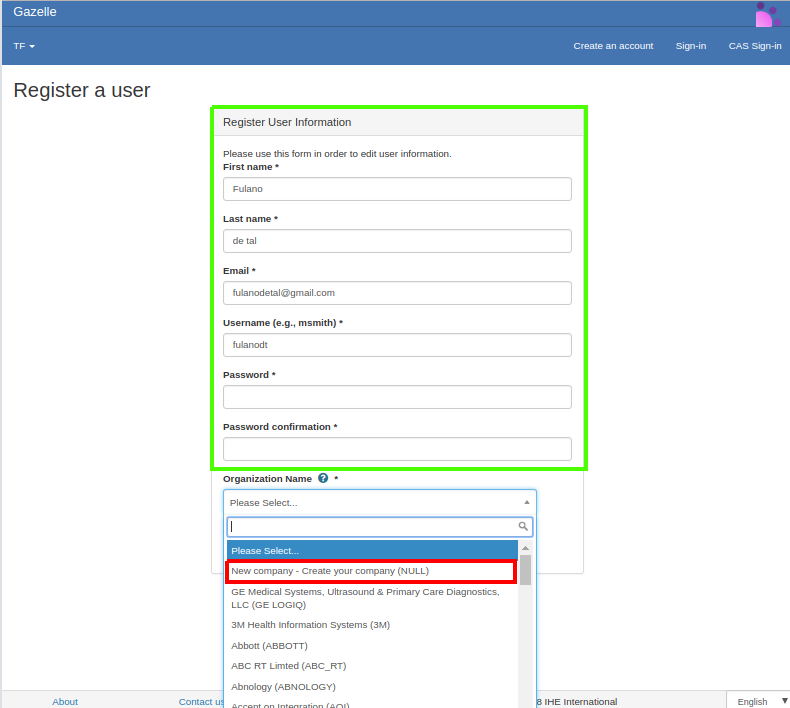 Gazelle
TF
Create an account
Sign-in
CAS Sign-in
Register a user
Register User Information
Please use this form in order to edit user information.
First name *
Fulano
Last name *
de tal
Email *
fulanodetal@gmail.com
Username (e.g., msmith) *
fulanodt
Password *
Password confirmation *
Organization Name ? *
Please Select...
Please Select...
New company - Create your company (NULL)
GE Medical Systems, Ultrasound & Primary Care Diagnostics,
LLC (GE LOGIQ)
3M Health Information Systems (3M)
Abbott (ABBOTT)
ABC RT Limted (ABC_RT)
Abnology (ABNOLOGY)
Accent on Integration (AOI)
About
Contact us
8 IHE International
English